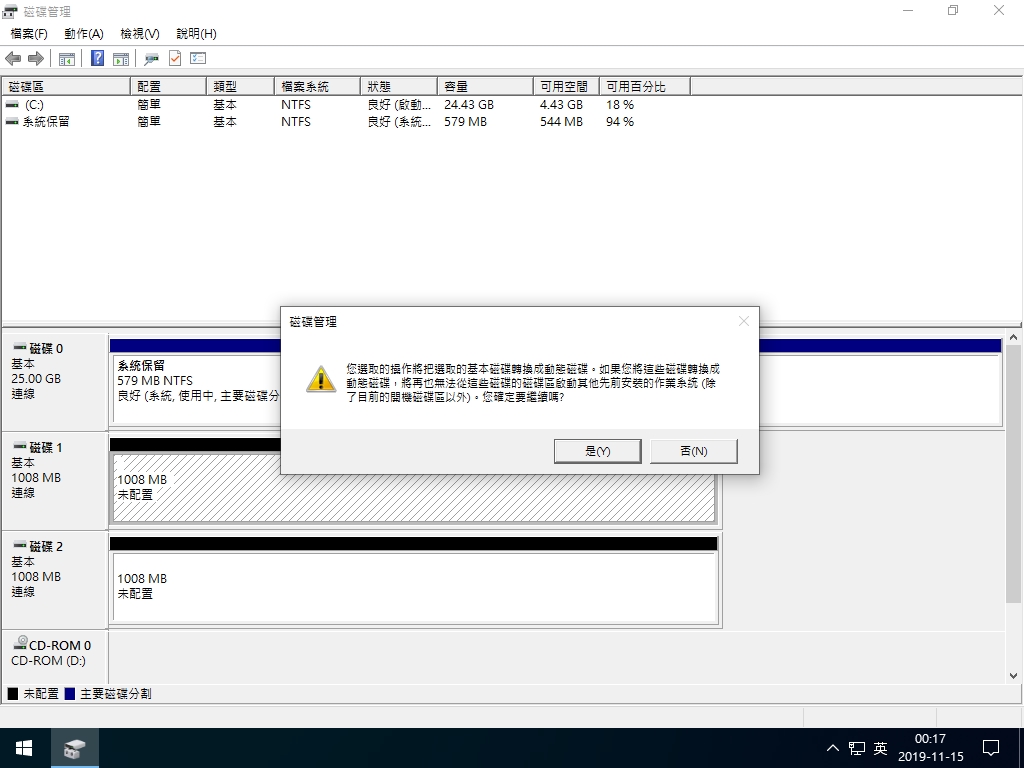 磁碟管理
檔案(F) 動作(A) 檢視(V) 說明(H)
磁碟區 配置 類型 檔案系統 狀態 容量 可用空間 可用百分比
(C:) 簡單 基本 NTFS 良好 (啟動... 24.43 GB 4.43 GB 18 %
系統保留 簡單 基本 NTFS 良好 (系統... 579 MB 544 MB 94 %
磁碟管理
您選取的操作將把選取的基本磁碟轉換成動態磁碟。如果您將這些磁碟轉換成
動態磁碟，將再也無法從這些磁碟的磁碟區啟動其他先前安裝的作業系統 (除
了目前的開機磁碟區以外)。您確定要繼續嗎?
是(Y) 否(N)
磁碟 0
基本
25.00 GB
連線
系統保留
579 MB NTFS
良好 (系統, 使用中, 主要磁碟分
磁碟 1
基本
1008 MB
連線
1008 MB
未配置
磁碟 2
基本
1008 MB
連線
1008 MB
未配置
CD-ROM 0
CD-ROM (D:)
未配置 主要磁碟分割
英
00:17
2019-11-15